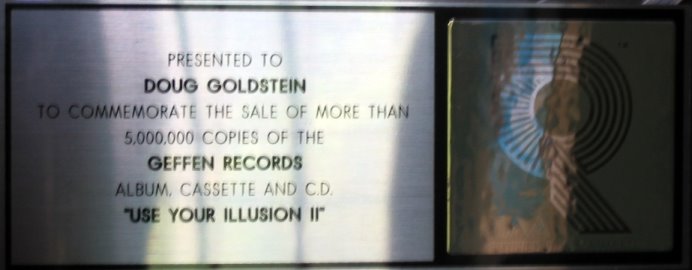 PRESENTED TO
DOUG GOLDSTEIN
TO COMMEMORATE THE SALE OF MORE THAN
5,000,000 COPIES OF THE
GEFFEN RECORDS
ALBUM, CASSETTE AND C.D.
"USE YOUR ILLUSION II"